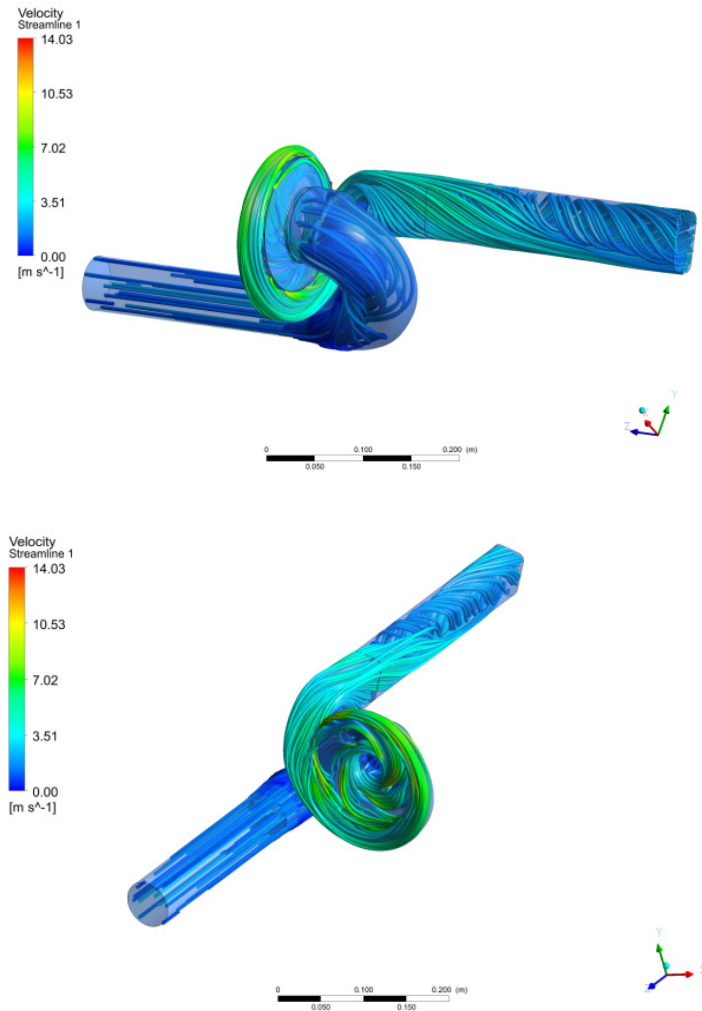 Velocity
Streamline 1
14.03
10.53
7.02
3.51
0.00
[m s^-1]
Y
Z
0 0.100 0.200 (m)
0.050 0.150
Velocity
Streamline 1
14.03
10.53
7.02
3.51
0.00
[m s^-1]
Y
Z
0 0.100 0.200 (m)
0.050 0.150